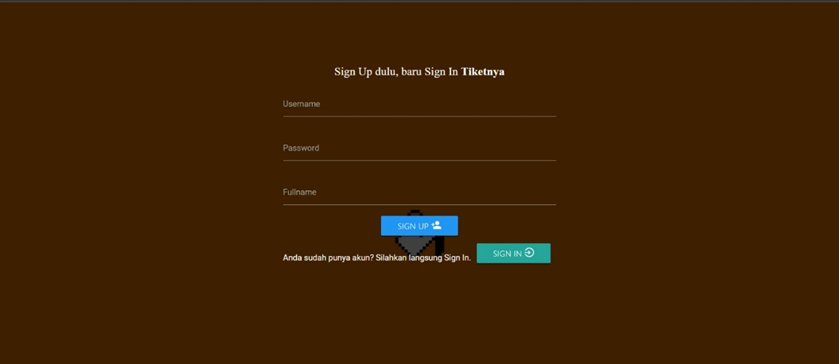 Sign Up dulu, baru Sign In Tiketnya
Username
Password
Fullname
SIGN UP
Anda sudah punya akun? Silahkan langsung Sign In.
SIGN IN